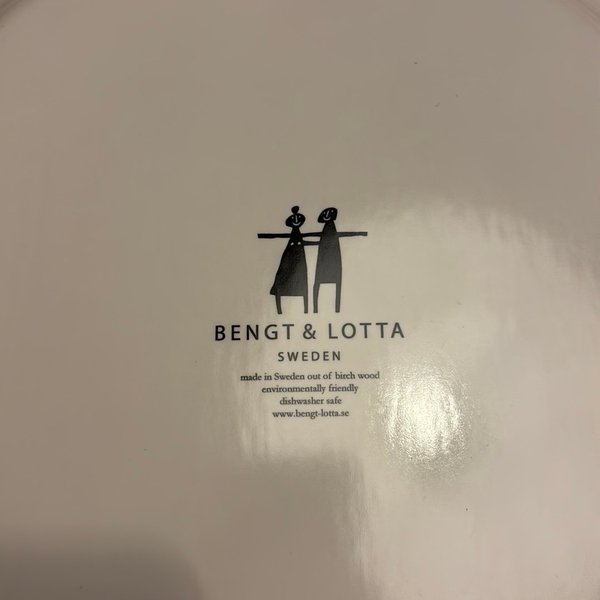 BENGT & LOTTA
SWEDEN
made in Sweden out of birch wood
environmentally friendly
dishwasher safe
www.bengt-lotta.se